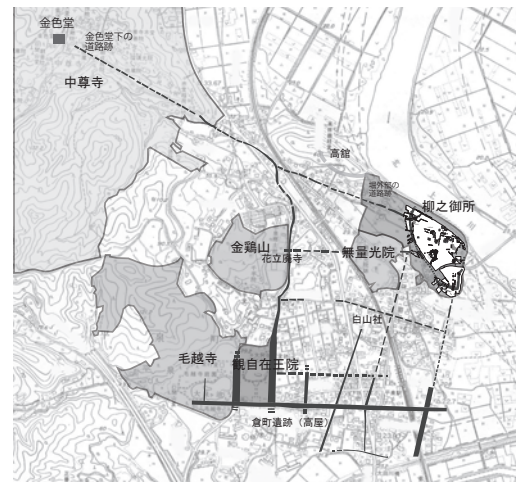 金色堂
金色堂下の
道路跡
中尊寺
高舘
堀外部の
道路跡
柳之御所
金鶏山
花立廃寺
無量光院
白山社
毛越寺
観自在王院
倉町遺跡（高屋）